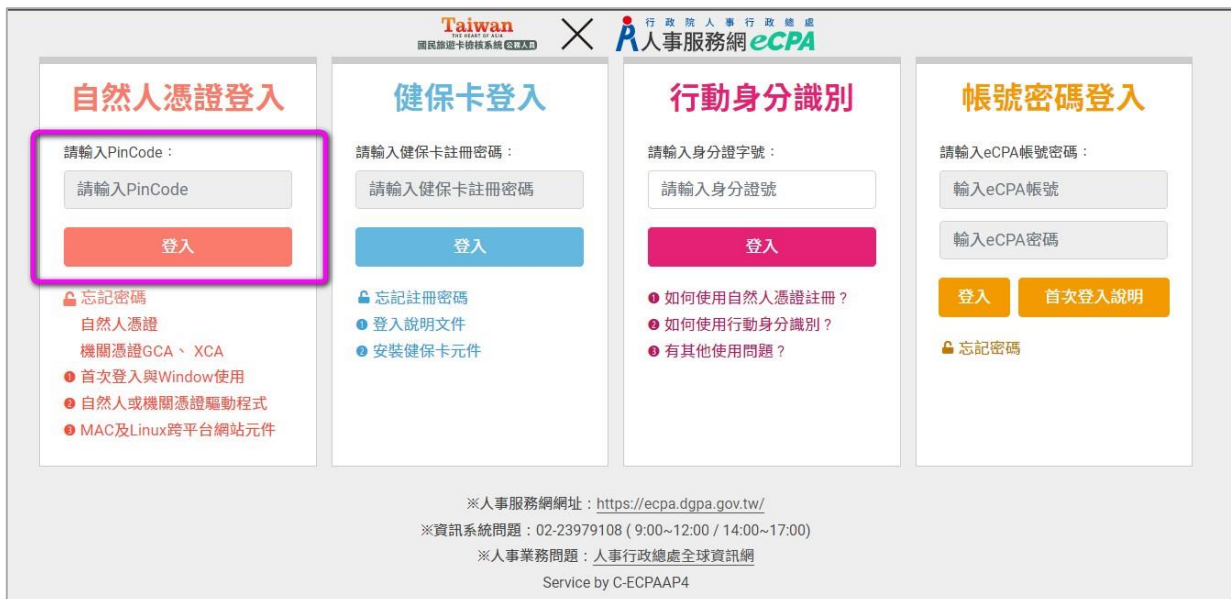 Taiwan
THE HEART OF ASIA
國民旅遊卡檢核系統 公務人員
行政院人事行政總處
人事服務網 eCPA
自然人憑證登入
請輸入PinCode：
請輸入PinCode
登入
忘記密碼
自然人憑證
機關憑證GCA、 XCA
❶ 首次登入與Window使用
❷ 自然人或機關憑證驅動程式
❸ MAC及Linux跨平台網站元件
健保卡登入
請輸入健保卡註冊密碼：
請輸入健保卡註冊密碼
登入
忘記註冊密碼
❶ 登入說明文件
❷ 安裝健保卡元件
行動身分識別
請輸入身分證字號：
請輸入身分證號
登入
❶ 如何使用自然人憑證註冊？
❷ 如何使用行動身分識別？
❸ 有其他使用問題？
帳號密碼登入
請輸入eCPA帳號密碼：
輸入eCPA帳號
輸入eCPA密碼
登入 首次登入說明
忘記密碼
※人事服務網網址：https://ecpa.dgpa.gov.tw/
※資訊系統問題：02-23979108 ( 9:00~12:00 / 14:00~17:00)
※人事業務問題：人事行政總處全球資訊網
Service by C-ECPAAP4